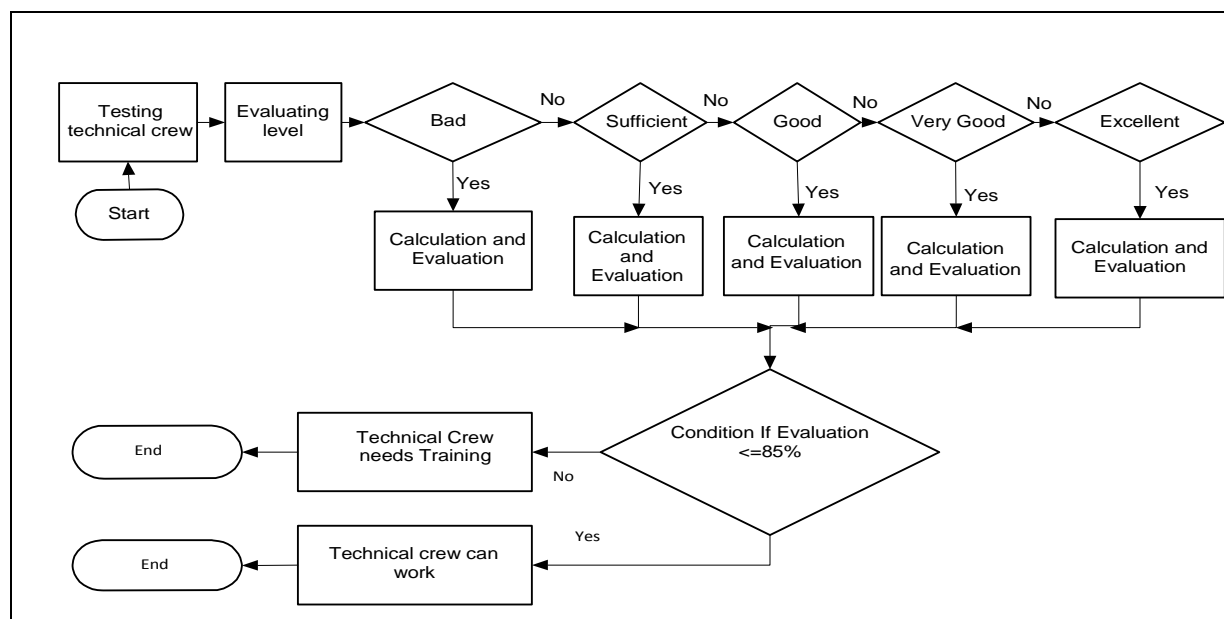 Testing
technical crew
Evaluating
level
Bad
No
Sufficient
No
Good
No
Very Good
No
Excellent
Start
Yes
Yes
Yes
Yes
Yes
Calculation and
Evaluation
Calculation
and
Evaluation
Calculation
and Evaluation
Calculation
and Evaluation
Calculation and
Evaluation
Condition If Evaluation
<=85%
No
Technical Crew
needs Training
End
Yes
Technical crew can
work
End